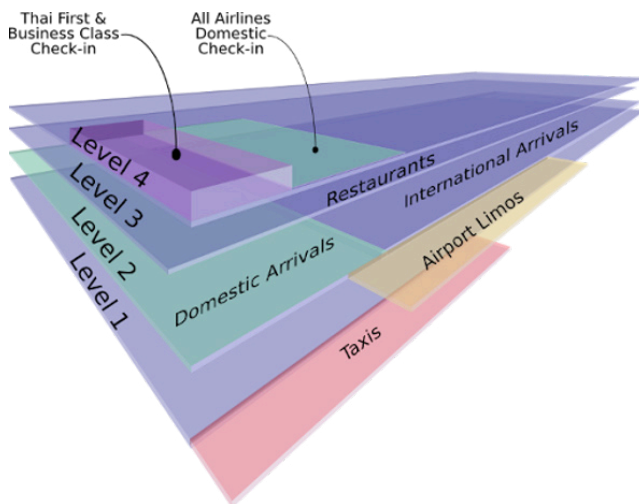 Thai First &
Business Class
Check-in
All Airlines
Domestic
Check-in
Level 4
Level 3
Level 2
Level 1
Restaurants
International Arrivals
Domestic Arrivals
Airport Limos
Taxis